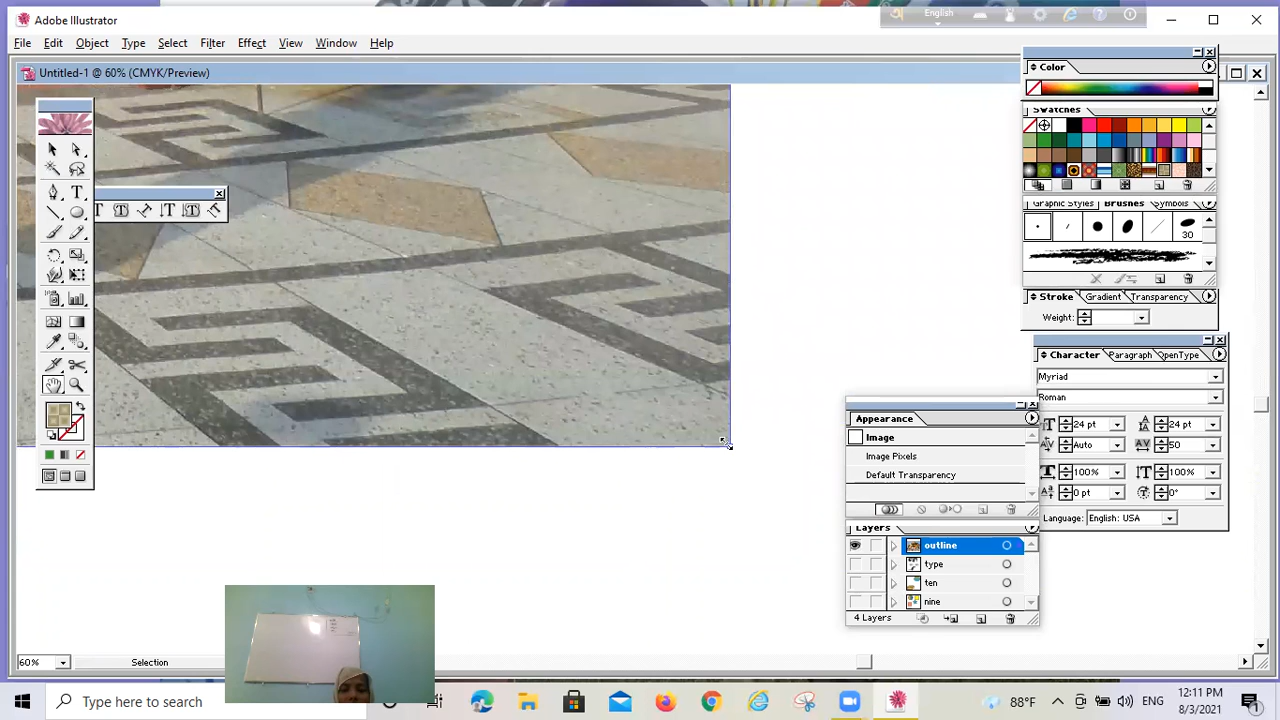 Adobe Illustrator
English
File Edit Object Type Select Filter Effect View Window Help
Untitled-1 @ 60% (CMYK/Preview)
Color
Swatches
Graphic Styles Brushes Symbols
30
Stroke Gradient Transparency
Weight:
Character Paragraph OpenType
Myriad
Roman
24 pt 24 pt
Auto 50
100% 100%
0 pt 0°
Language: English: USA
Appearance
Image
Image Pixels
Default Transparency
Layers
outline
type
ten
nine
4 Layers
60% Selection
Type here to search
88°F ENG
12:11 PM
8/3/2021
1